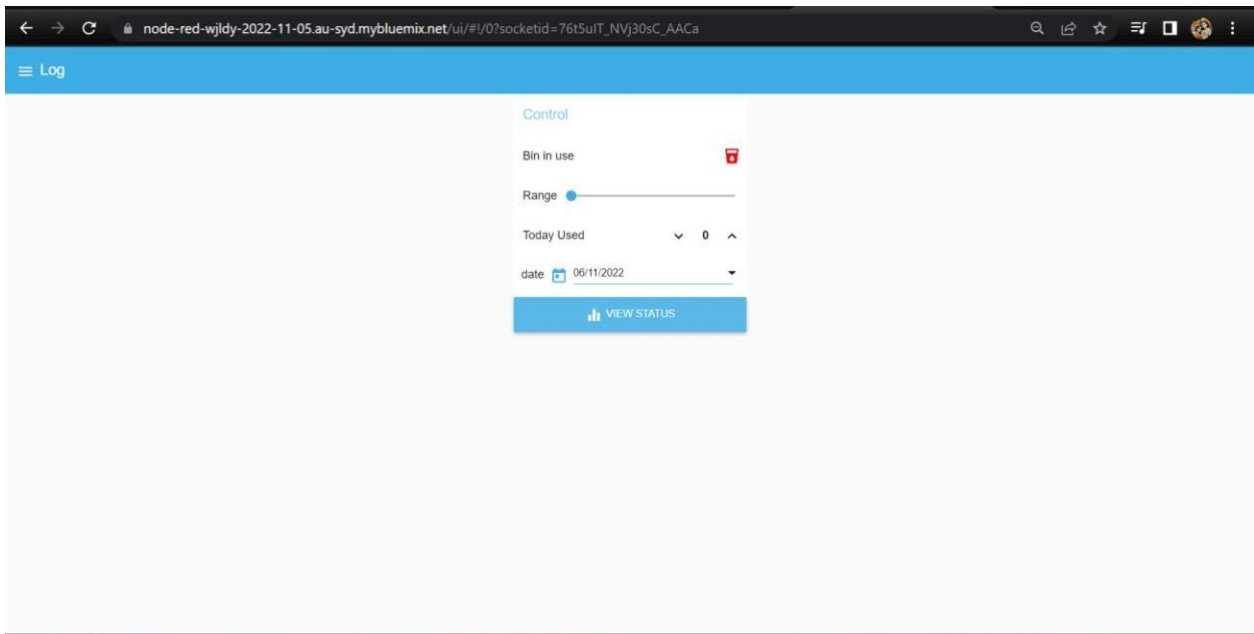 node-red-wjldy-2022-11-05.au-syd.mybluemix.net/ui/#!/0?socketid=76t5uIT_NVj30sC_AACa
Log
Control
Bin in use
Range
Today Used 0
date 06/11/2022
VIEW STATUS